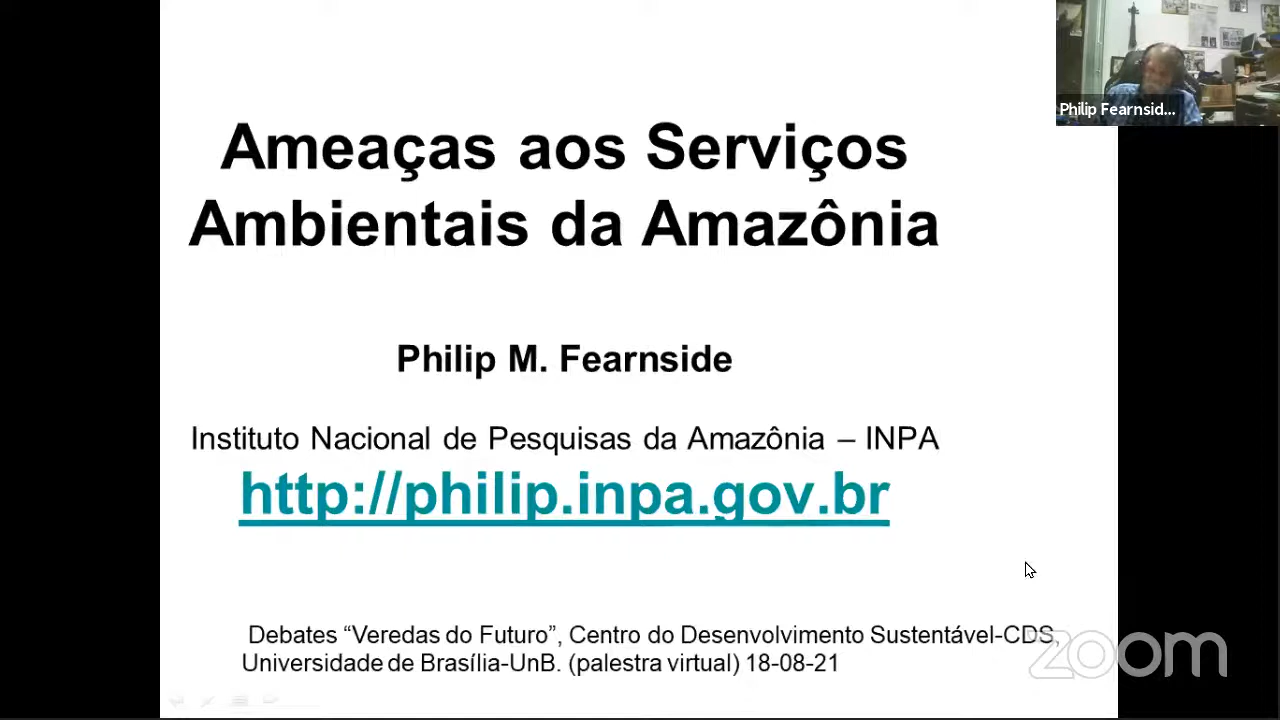 Philip Fearnsid...
Ameaças aos Serviços
Ambientais da Amazônia
Philip M. Fearnside
Instituto Nacional de Pesquisas da Amazônia – INPA
http://philip.inpa.gov.br
Debates “Veredas do Futuro”, Centro do Desenvolvimento Sustentável-CDS,
Universidade de Brasília-UnB. (palestra virtual) 18-08-21
zoom